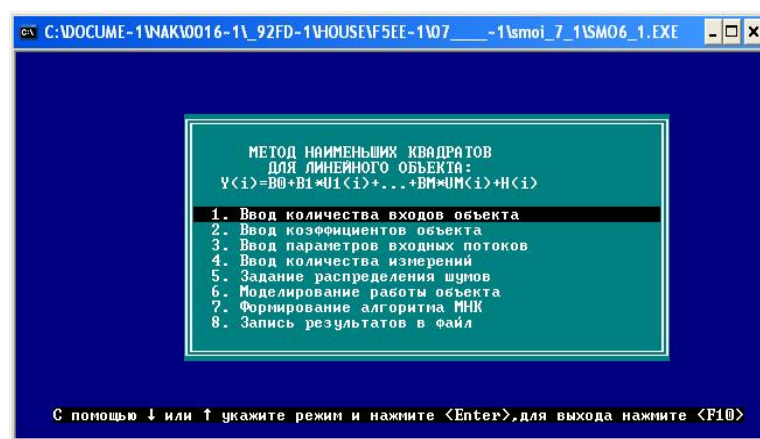 C:\DOCUME~1\NAK\0016~1\_92FD~1\HOUSE\F5EE~1\07____~1\smoi_7_1\SMO6_1.EXE
МЕТОД НАИМЕНЬШИХ КВАДРАТОВ
ДЛЯ ЛИНЕЙНОГО ОБЪЕКТА:
Y(i)=B0+B1*U1(i)+...+BM*UM(i)+H(i)
1. Ввод количества входов объекта
2. Ввод коэффициентов объекта
3. Ввод параметров входных потоков
4. Ввод количества измерений
5. Задание распределения шумов
6. Моделирование работы объекта
7. Формирование алгоритма МНК
8. Запись результатов в файл
С помощью ↓ или ↑ укажите режим и нажмите <Enter>,для выхода нажмите <F10>